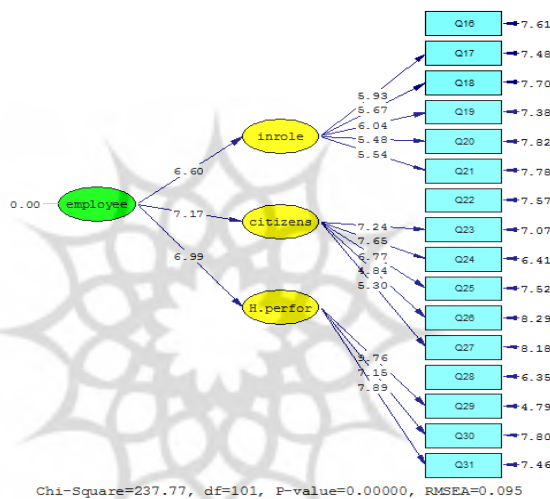 Q16 7.61
5.93 Q17 7.48
5.67 Q18 7.70
inrole 6.04 Q19 7.38
5.48 Q20 7.82
6.60 5.54 Q21 7.78
0.00 employee Q22 7.57
7.17 citizens 7.24 Q23 7.07
7.65 Q24 6.41
6.99 6.77 Q25 7.52
4.84 Q26 8.29
H.perfor 5.30 Q27 8.18
Q28 6.35
9.76 Q29 4.79
7.15 Q30 7.80
7.89 Q31 7.46
Chi-Square=237.77, df=101, P-value=0.00000, RMSEA=0.095